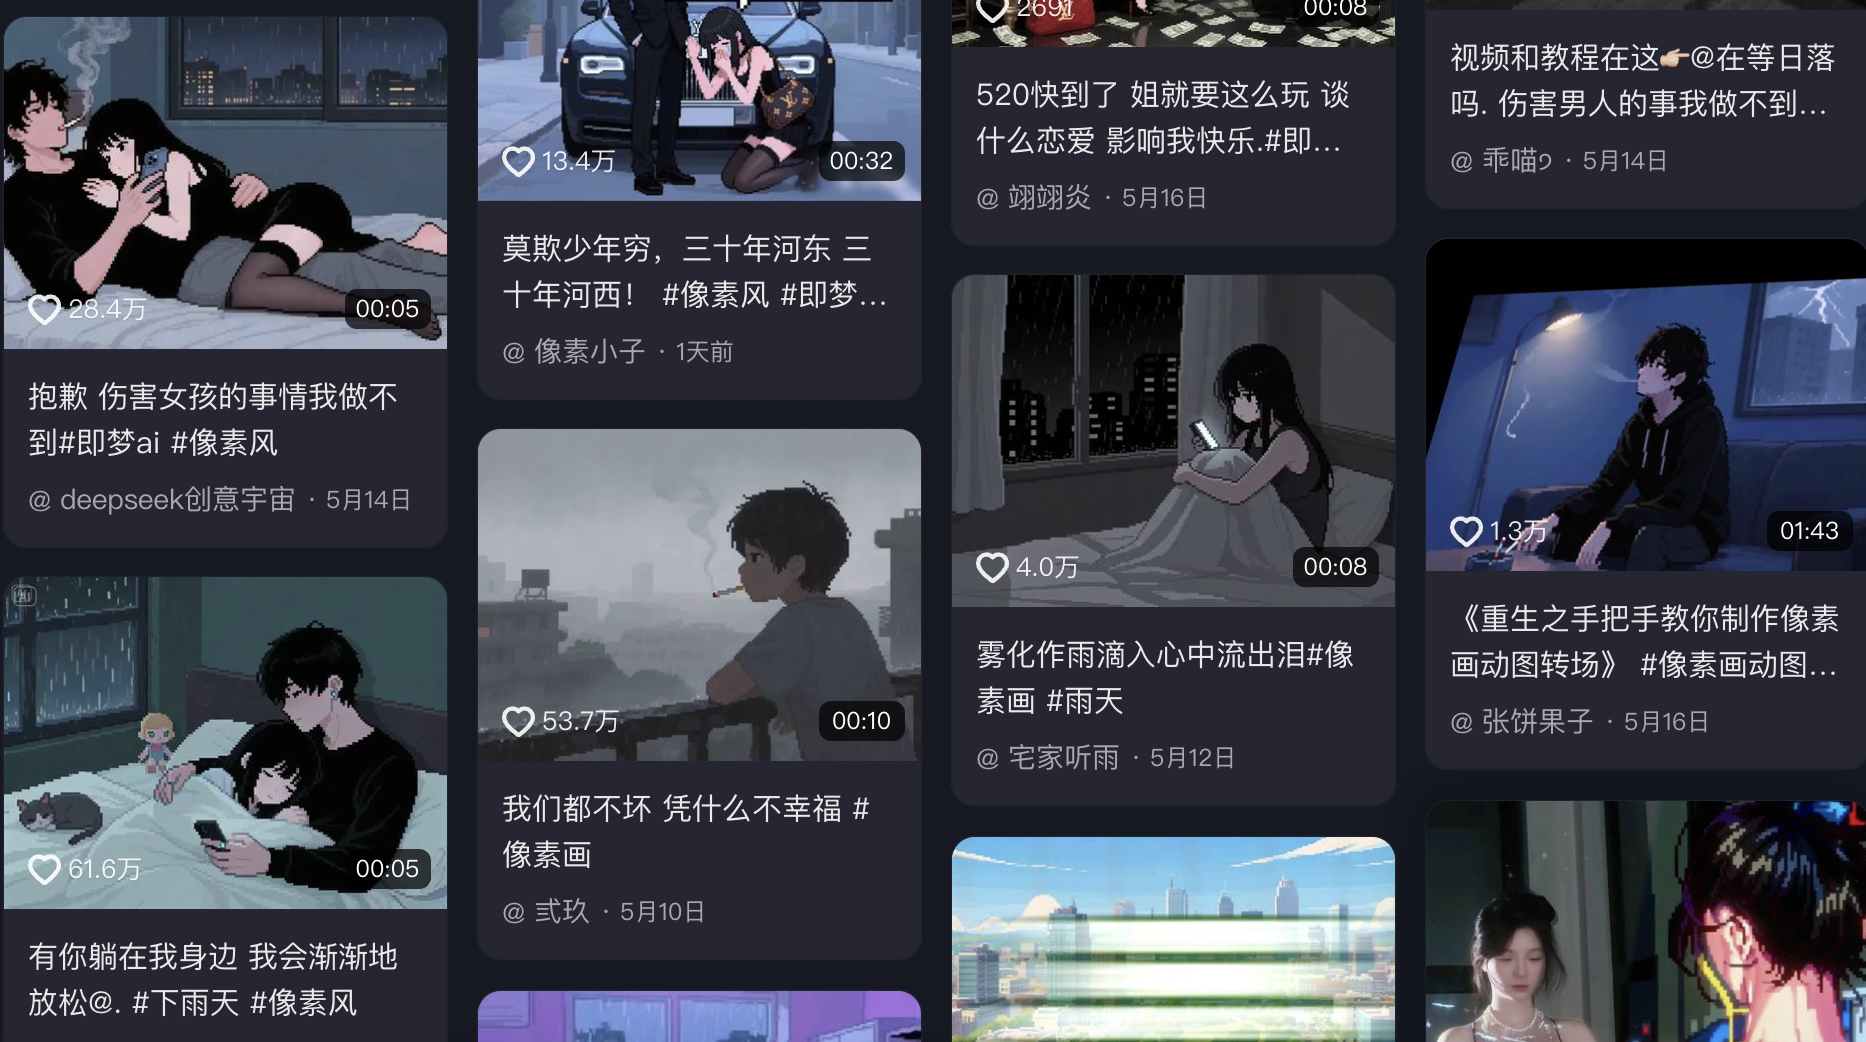 28.4万
00:05
抱歉 伤害女孩的事情我做不
到#即梦ai #像素风
@ deepseek创意宇宙 · 5月14日
AI
61.6万
00:05
有你躺在我身边 我会渐渐地
放松@. #下雨天 #像素风
13.4万
00:32
莫欺少年穷，三十年河东 三
十年河西！ #像素风 #即梦...
@ 像素小子 · 1天前
53.7万
00:10
我们都不坏 凭什么不幸福 #
像素画
@ 弎玖 · 5月10日
2691
00:08
520快到了 姐就要这么玩 谈
什么恋爱 影响我快乐.#即...
@ 翊翊炎 · 5月16日
4.0万
00:08
雾化作雨滴入心中流出泪#像
素画 #雨天
@ 宅家听雨 · 5月12日
视频和教程在这👉@在等日落
吗. 伤害男人的事我做不到...
@ 乖喵ງ · 5月14日
1.3万
01:43
《重生之手把手教你制作像素
画动图转场》 #像素画动图...
@ 张饼果子 · 5月16日